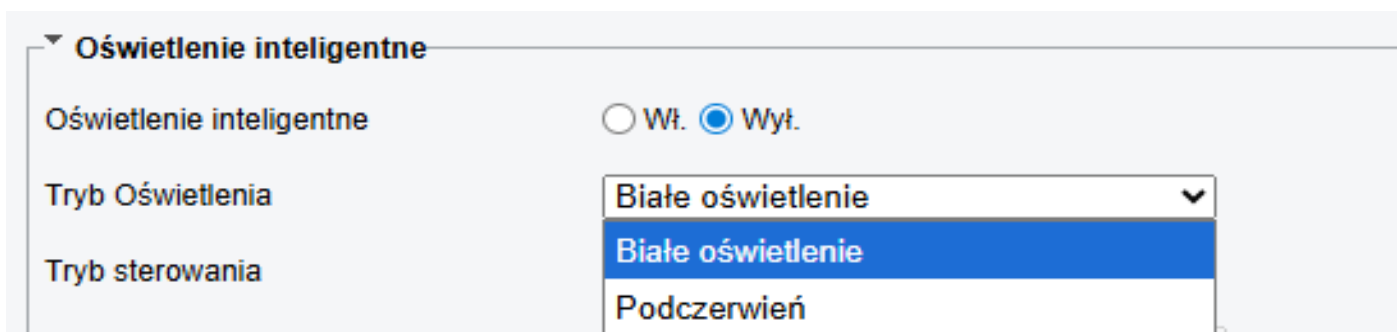 Oświetlenie inteligentne
Oświetlenie inteligentne Wł. Wył.
Tryb Oświetlenia Białe oświetlenie
Białe oświetlenie
Tryb sterowania
Podczerwień